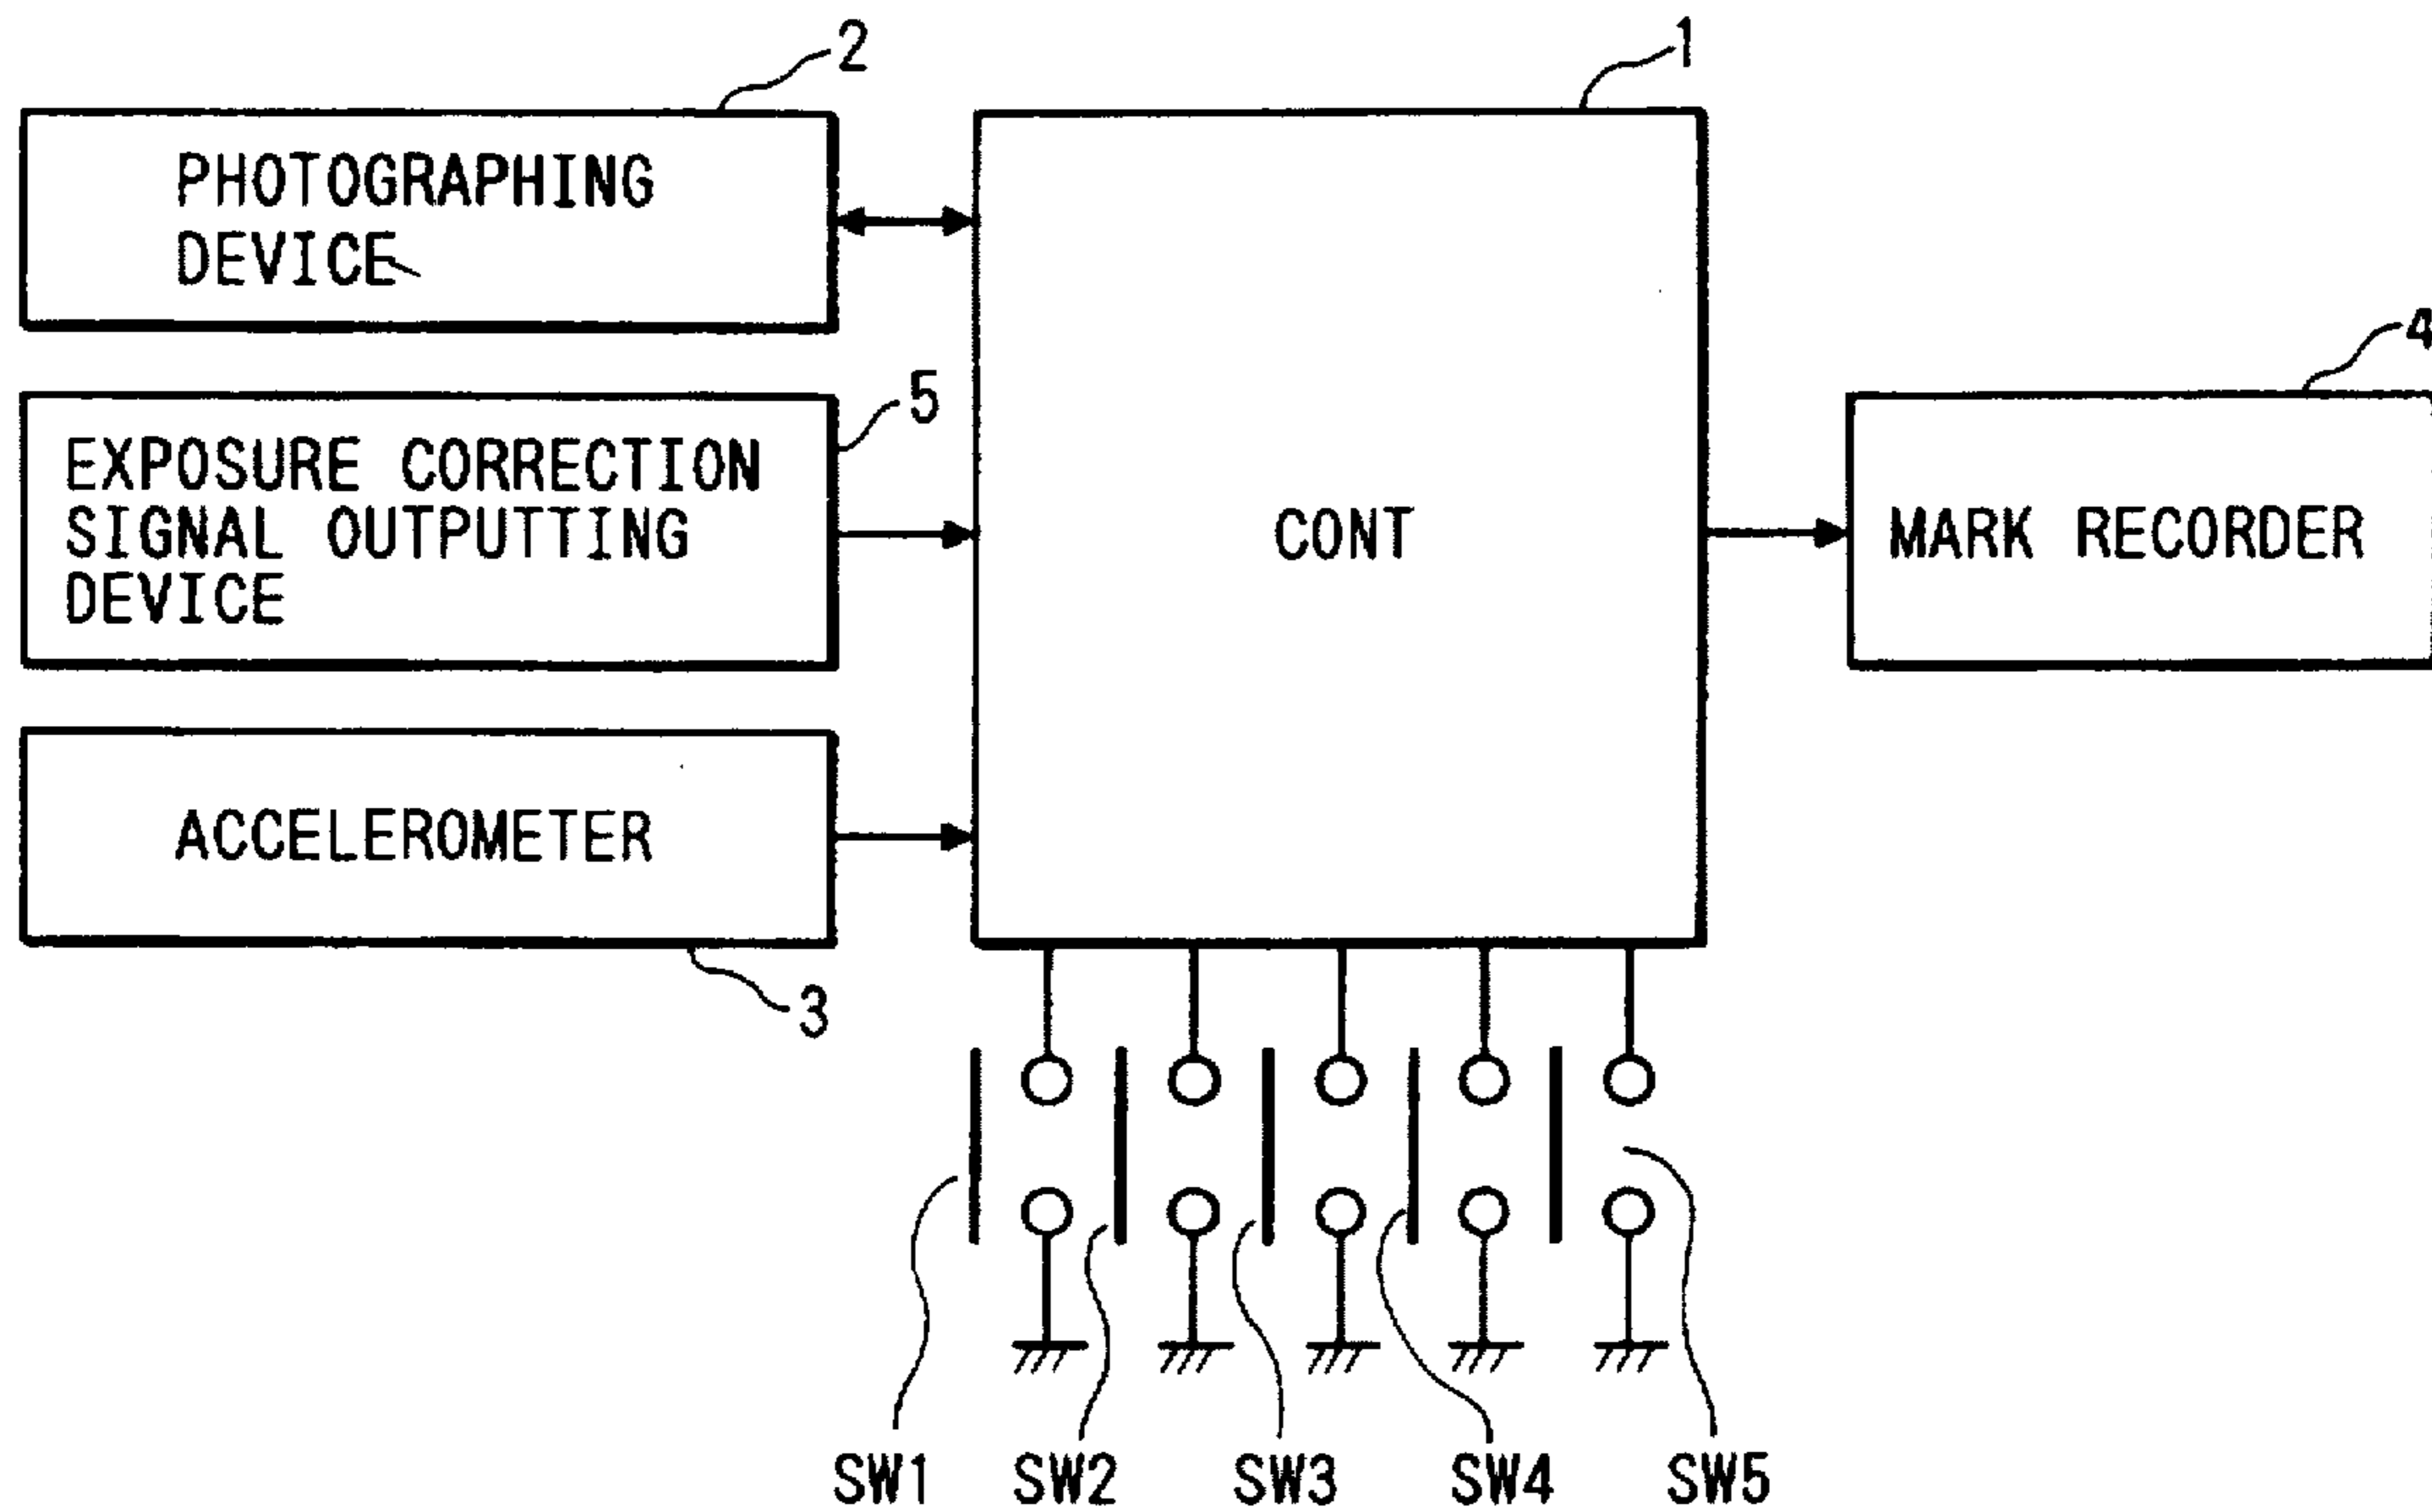 2
1
PHOTOGRAPHING
DEVICE
4
5
EXPOSURE CORRECTION
SIGNAL OUTPUTTING
DEVICE
CONT
MARK RECORDER
ACCELEROMETER
3
SW1 SW2 SW3 SW4 SW5